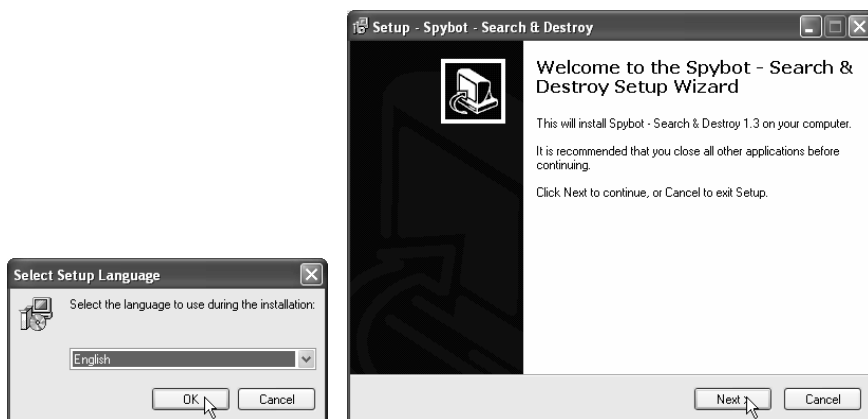 Select Setup Language
Select the language to use during the installation:
English
OK
Cancel
Setup - Spybot - Search & Destroy
Welcome to the Spybot - Search &
Destroy Setup Wizard
This will install Spybot - Search & Destroy 1.3 on your computer.
It is recommended that you close all other applications before
continuing.
Click Next to continue, or Cancel to exit Setup.
Next >
Cancel